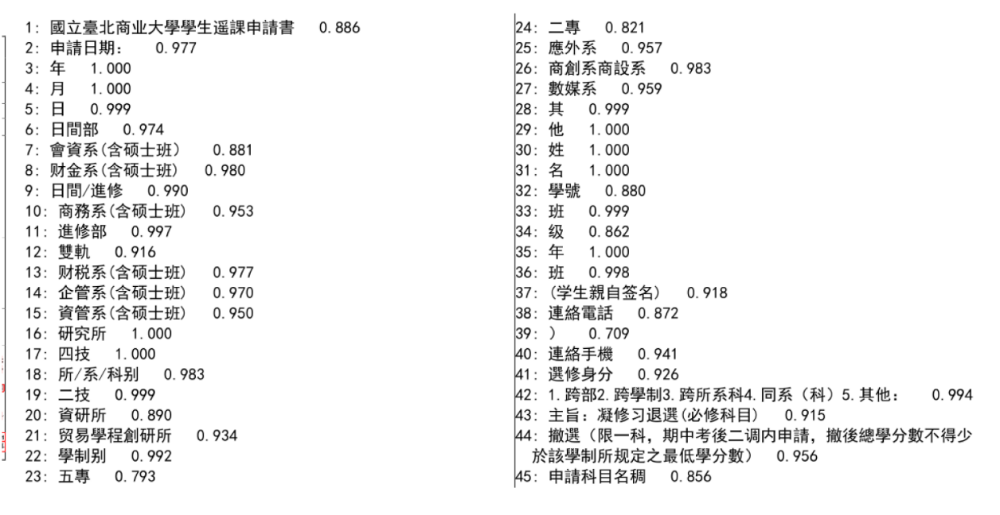 1: 國立臺北商业大學學生遥課申請書 0.886
2: 申請日期： 0.977
3: 年 1.000
4: 月 1.000
5: 日 0.999
6: 日間部 0.974
7: 會資系(含硕士班） 0.881
8: 财金系(含硕士班) 0.980
9: 日間/進修 0.990
10: 商務系(含硕士班) 0.953
11: 進修部 0.997
12: 雙軌 0.916
13: 财税系(含硕士班) 0.977
14: 企管系(含硕士班) 0.970
15: 資管系(含硕士班) 0.950
16: 研究所 1.000
17: 四技 1.000
18: 所/系/科别 0.983
19: 二技 0.999
20: 資研所 0.890
21: 贸易學程創研所 0.934
22: 學制别 0.992
23: 五專 0.793
24: 二專 0.821
25: 應外系 0.957
26: 商創系商設系 0.983
27: 數媒系 0.959
28: 其 0.999
29: 他 1.000
30: 姓 1.000
31: 名 1.000
32: 學號 0.880
33: 班 0.999
34: 级 0.862
35: 年 1.000
36: 班 0.998
37: (学生親自签名) 0.918
38: 連絡電話 0.872
39: ） 0.709
40: 連絡手機 0.941
41: 選修身分 0.926
42: 1.跨部2.跨學制3.跨所系科4.同系（科）5.其他： 0.994
43: 主旨：凝修习退選(必修科目) 0.915
44: 撤選（限一科，期中考後二调内申請，撤後總學分數不得少
於該學制所规定之最低學分數） 0.956
45: 申請科目名稠 0.856